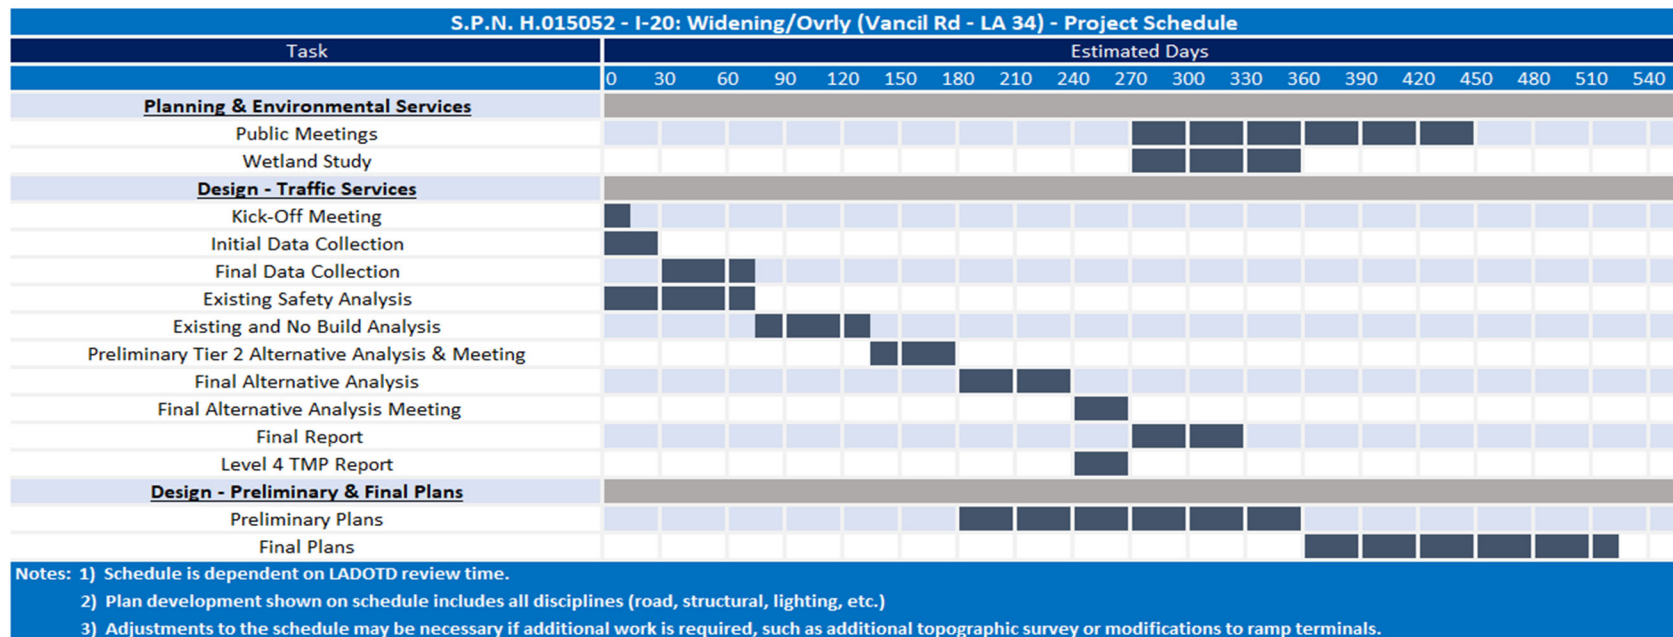 S.P.N. H.015052 - I-20: Widening/Ovrly (Vancil Rd - LA 34) - Project Schedule
Task Estimated Days
0 30 60 90 120 150 180 210 240 270 300 330 360 390 420 450 480 510 540
Planning & Environmental Services
Public Meetings
Wetland Study
Design - Traffic Services
Kick-Off Meeting
Initial Data Collection
Final Data Collection
Existing Safety Analysis
Existing and No Build Analysis
Preliminary Tier 2 Alternative Analysis & Meeting
Final Alternative Analysis
Final Alternative Analysis Meeting
Final Report
Level 4 TMP Report
Design - Preliminary & Final Plans
Preliminary Plans
Final Plans
Notes: 1) Schedule is dependent on LADOTD review time.
2) Plan development shown on schedule includes all disciplines (road, structural, lighting, etc.)
3) Adjustments to the schedule may be necessary if additional work is required, such as additional topographic survey or modifications to ramp terminals.